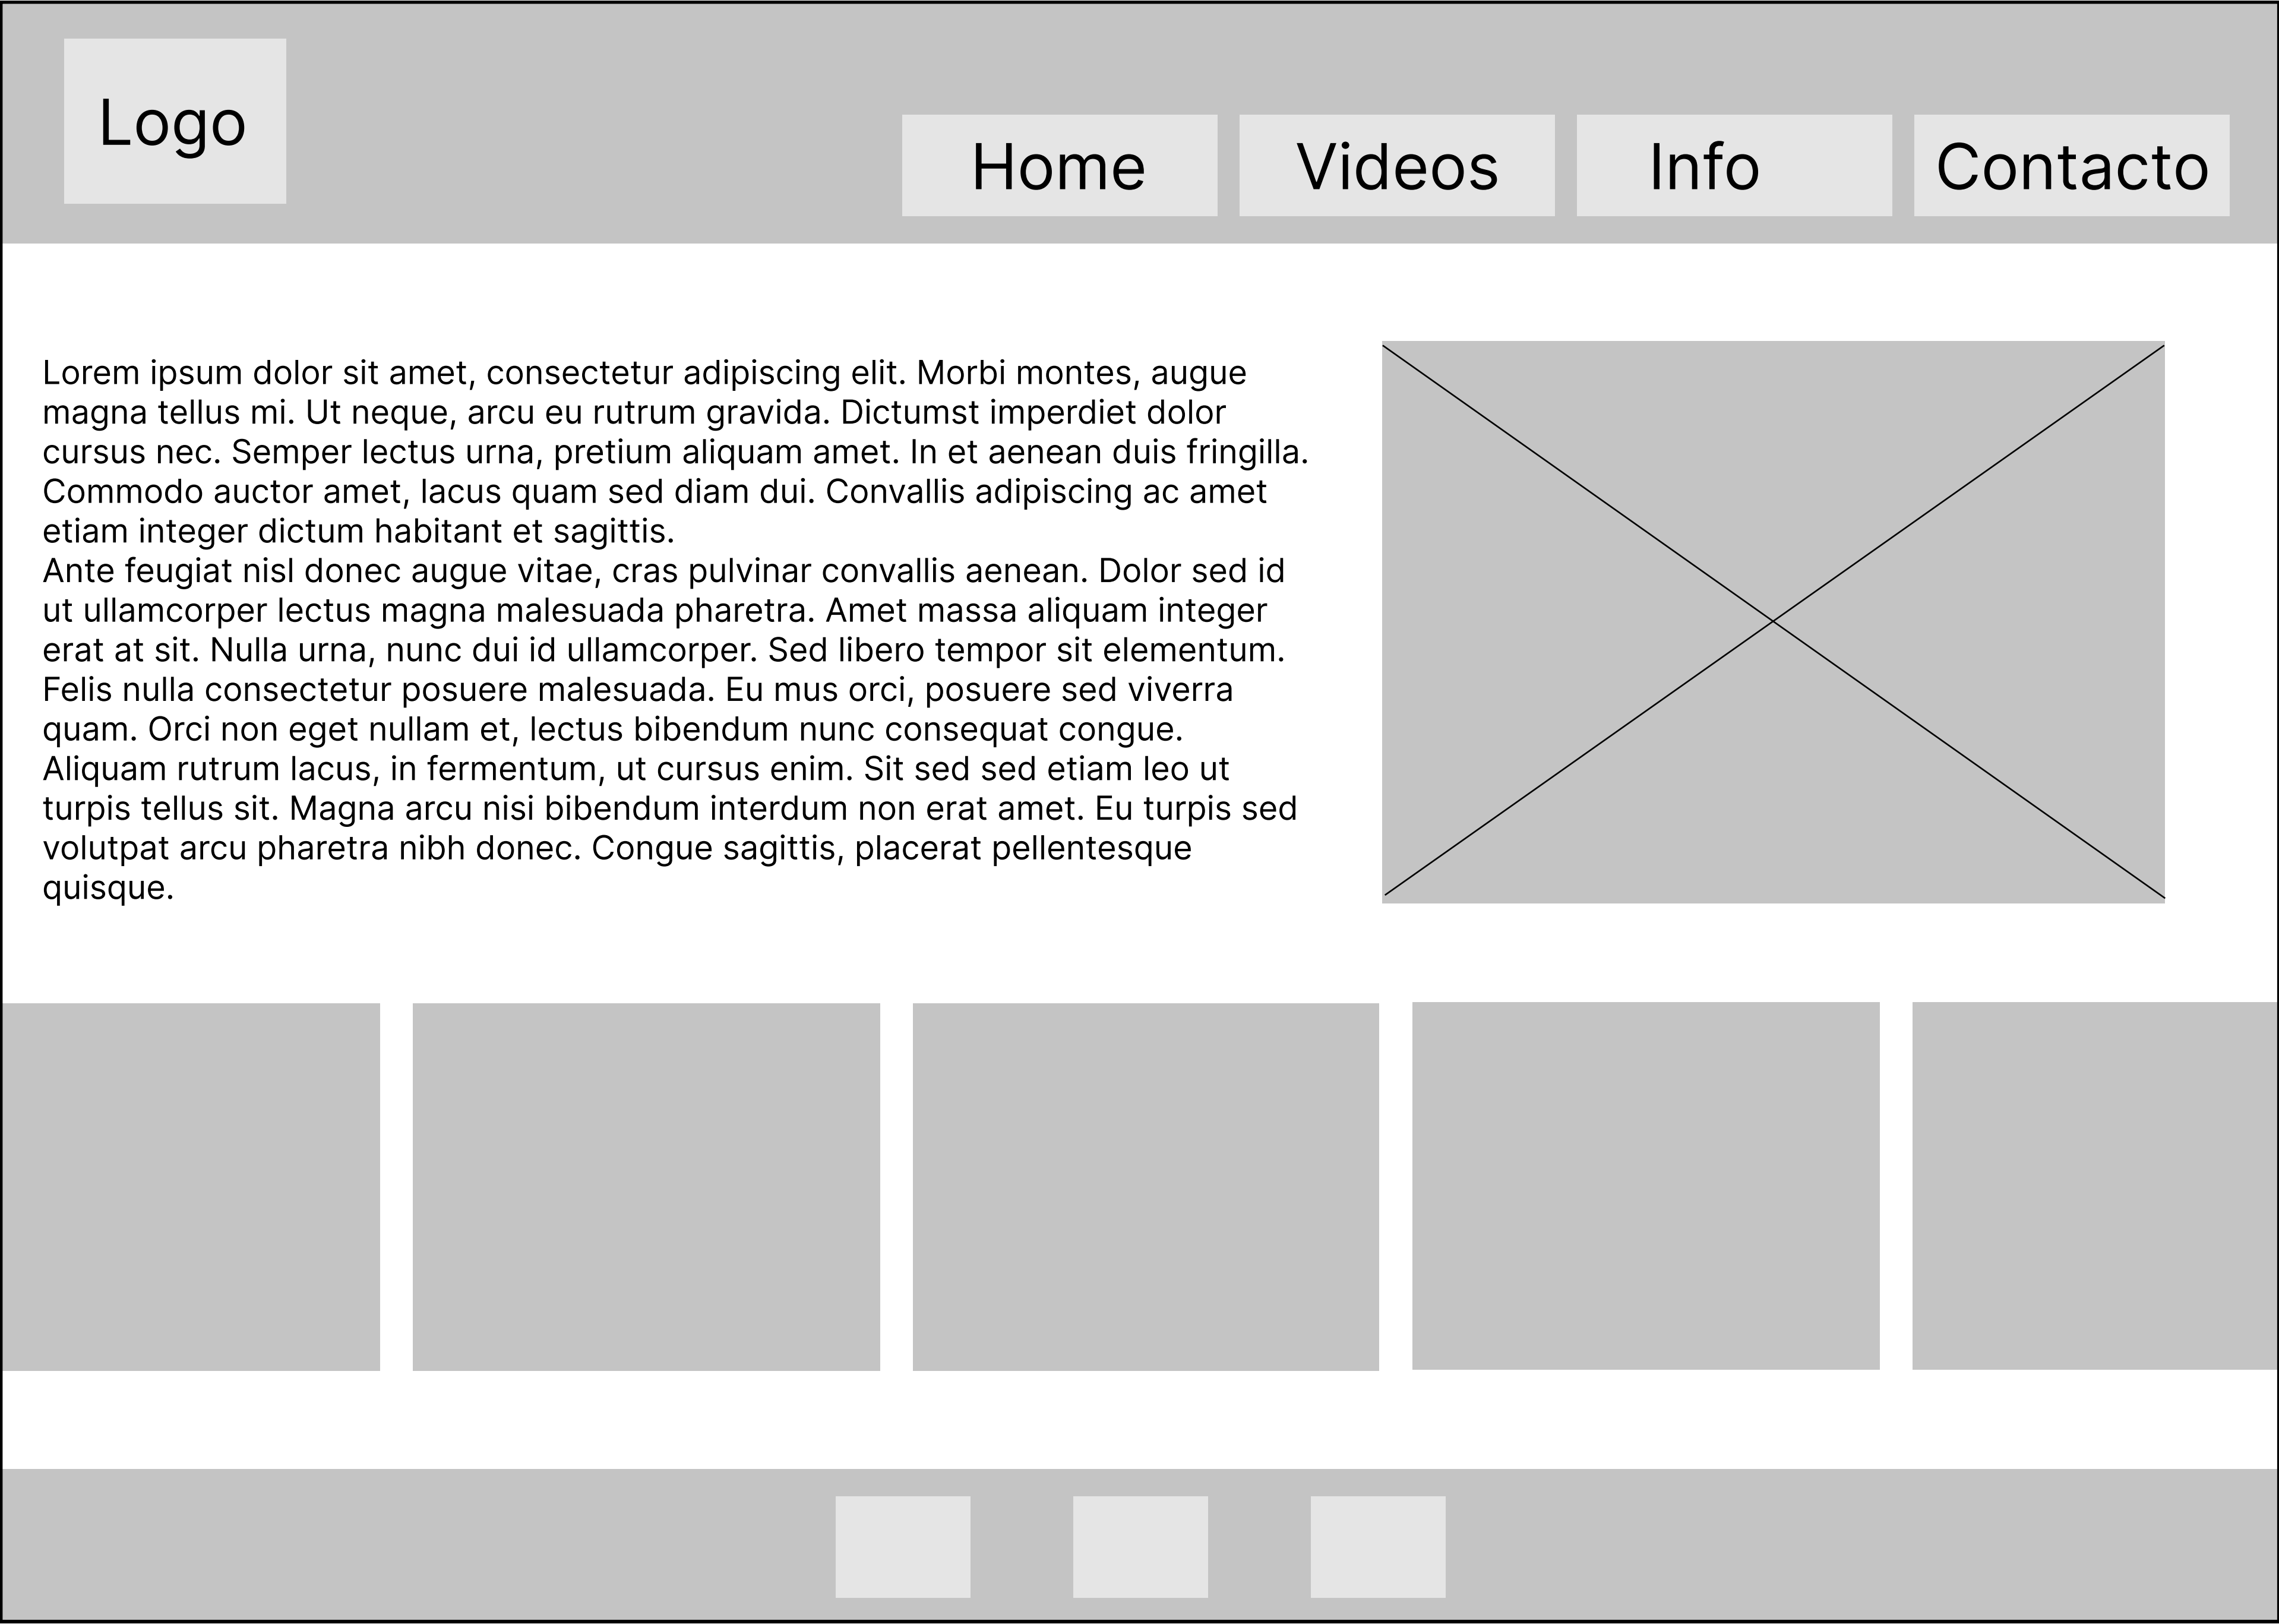 Logo
Home
Videos
Info
Contacto
Lorem ipsum dolor sit amet, consectetur adipiscing elit. Morbi montes, augue
magna tellus mi. Ut neque, arcu eu rutrum gravida. Dictumst imperdiet dolor
cursus nec. Semper lectus urna, pretium aliquam amet. In et aenean duis fringilla.
Commodo auctor amet, lacus quam sed diam dui. Convallis adipiscing ac amet
etiam integer dictum habitant et sagittis.
Ante feugiat nisl donec augue vitae, cras pulvinar convallis aenean. Dolor sed id
ut ullamcorper lectus magna malesuada pharetra. Amet massa aliquam integer
erat at sit. Nulla urna, nunc dui id ullamcorper. Sed libero tempor sit elementum.
Felis nulla consectetur posuere malesuada. Eu mus orci, posuere sed viverra
quam. Orci non eget nullam et, lectus bibendum nunc consequat congue.
Aliquam rutrum lacus, in fermentum, ut cursus enim. Sit sed sed etiam leo ut
turpis tellus sit. Magna arcu nisi bibendum interdum non erat amet. Eu turpis sed
volutpat arcu pharetra nibh donec. Congue sagittis, placerat pellentesque
quisque.